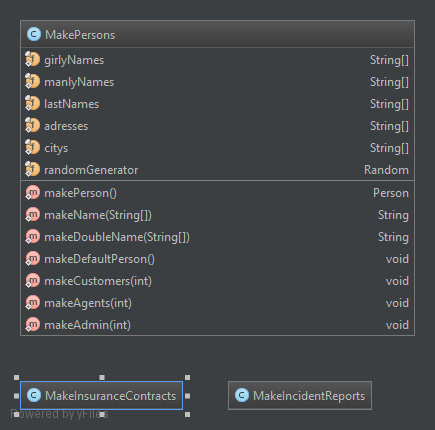 MakePersons
girlyNames String[]
manlyNames String[]
lastNames String[]
adresses String[]
citys String[]
randomGenerator Random
makePerson() Person
makeName(String[]) String
makeDoubleName(String[]) String
makeDefaultPerson() void
makeCustomers(int) void
makeAgents(int) void
makeAdmin(int) void
MakeInsuranceContracts MakeIncidentReports
Powered by yFiles